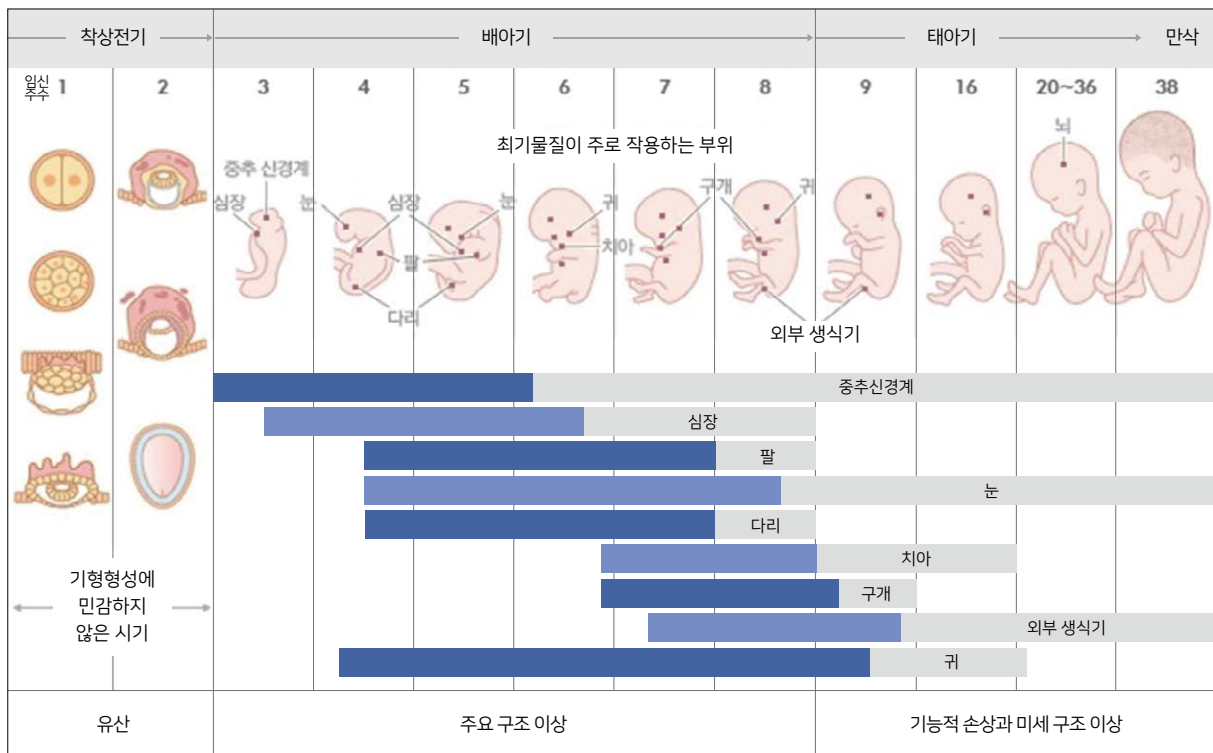 착상전기
배아기
태아기
만삭
임신
주수
1
2
3
4
5
6
7
8
9
16
20~36
38
최기물질이 주로 작용하는 부위
뇌
중추 신경계
심장
눈
심장
눈
귀
구개
귀
팔
치아
다리
외부 생식기
중추신경계
심장
팔
눈
다리
치아
구개
외부 생식기
귀
기형형성에
민감하지
않은 시기
유산
주요 구조 이상
기능적 손상과 미세 구조 이상